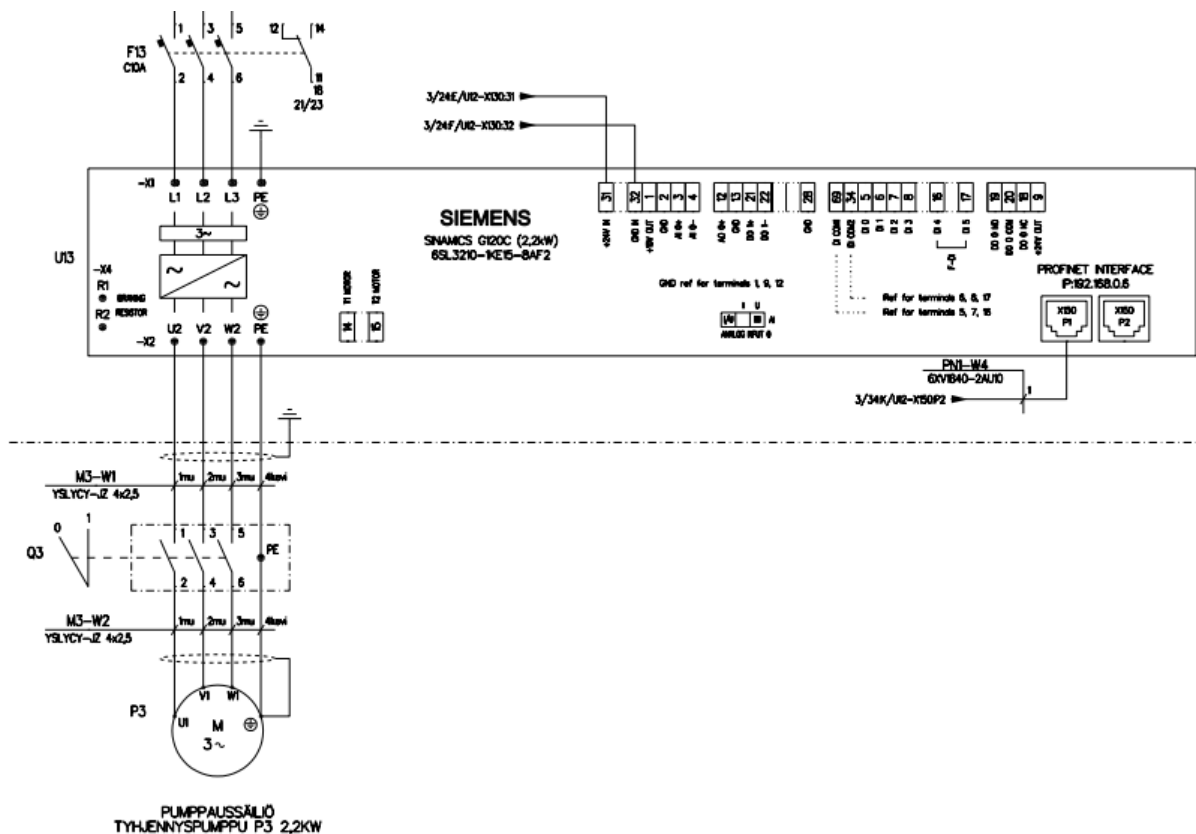 1 3 5 12 14
F13
C10A
2 4 6 11
18
21/23
3/24:E/U12-X130:31
3/24:F/U12-X130:32
-X1
L1 L2 L3 PE
31 32 1 2 3 4 12 13 21 22 28 69 34 5 6 7 8 16 17 19 20 18 9
+24V IN
GND IN
+10V OUT
GND
AI 0+
AI 0-
AO 0+
GND
DO 1+
DO 1-
GND
DI COM1
DI COM2
DI 0
DI 1
DI 2
DI 3
DI 4
DI 5
F-DI
DO 0 NO
DO 0 COM
DO 0 NC
+24V OUT
SIEMENS
SINAMICS G120C (2,2kW)
6SL3210-1KE15-8AF2
3~
U13
-X4
R1
R2
BRAKING
RESISTOR
~
~
U2 V2 W2 PE
-X2
T1 MOTOR
T2 MOTOR
14 15
GND ref for terminals 1, 9, 12
I U
I/U AI
ANALOG INPUT 0
Ref for terminals 6, 8, 17
Ref for terminals 5, 7, 16
PROFINET INTERFACE
IP:192.168.0.6
X150
P1
X150
P2
PN1-W4
6XV1840-2AU10
3/34:K/U12-X150:P2
1
M3-W1
YSLYCY-JZ 4x2,5
1mu 2mu 3mu 4kevi
0 1
Q3
1 3 5
PE
2 4 6
M3-W2
YSLYCY-JZ 4x2,5
1mu 2mu 3mu 4kevi
P3
U1 V1 W1
M
3~
PUMPPAUSSÄILIÖ
TYHJENNYSPUMPPU P3 2,2KW